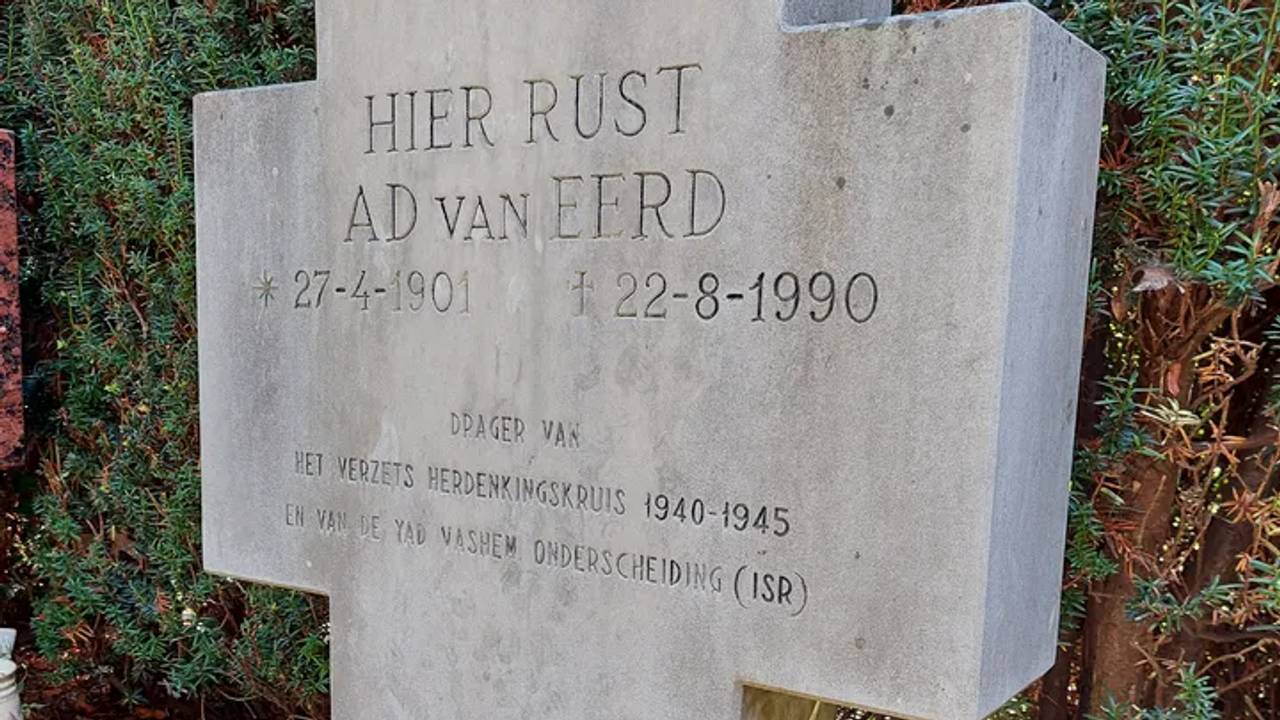 HIER RUST
AD VAN EERD
* 27-4-1901 † 22-8-1990
DRAGER VAN
HET VERZETS HERDENKINGSKRUIS 1940-1945
EN VAN DE YAD VASHEM ONDERSCHEIDING (ISR)